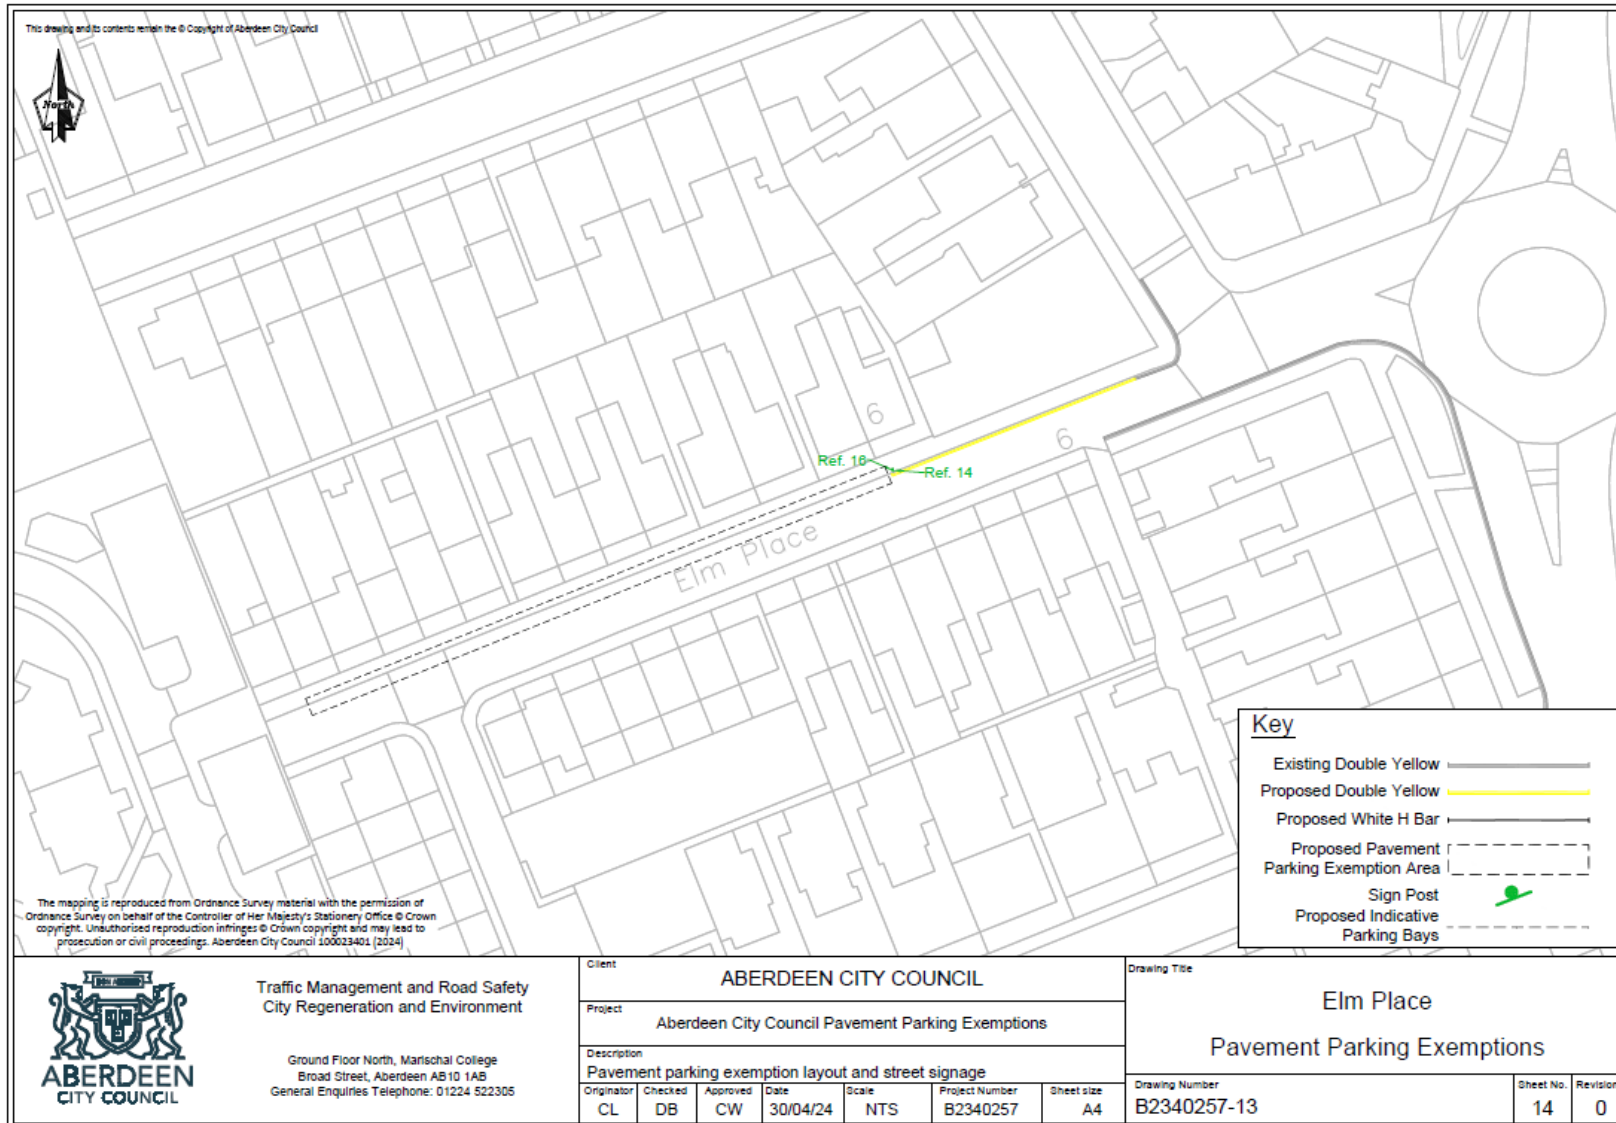 This drawing and its contents remain the © Copyright of Aberdeen City Council
North
6
6
Ref. 16
Ref. 14
Elm Place
Key
Existing Double Yellow
Proposed Double Yellow
Proposed White H Bar
Proposed Pavement
Parking Exemption Area
Sign Post
Proposed Indicative
Parking Bays
The mapping is reproduced from Ordnance Survey material with the permission of
Ordnance Survey on behalf of the Controller of Her Majesty's Stationery Office © Crown
copyright. Unauthorised reproduction infringes © Crown copyright and may lead to
prosecution or civil proceedings. Aberdeen City Council 100023401 (2024)
ABERDEEN
CITY COUNCIL
Traffic Management and Road Safety
City Regeneration and Environment
Ground Floor North, Marischal College
Broad Street, Aberdeen AB10 1AB
General Enquiries Telephone: 01224 522305
Client
ABERDEEN CITY COUNCIL
Project
Aberdeen City Council Pavement Parking Exemptions
Description
Pavement parking exemption layout and street signage
Originator Checked Approved Date Scale Project Number Sheet size
CL DB CW 30/04/24 NTS B2340257 A4
Drawing Title
Elm Place
Pavement Parking Exemptions
Drawing Number Sheet No. Revision
B2340257-13 14 0